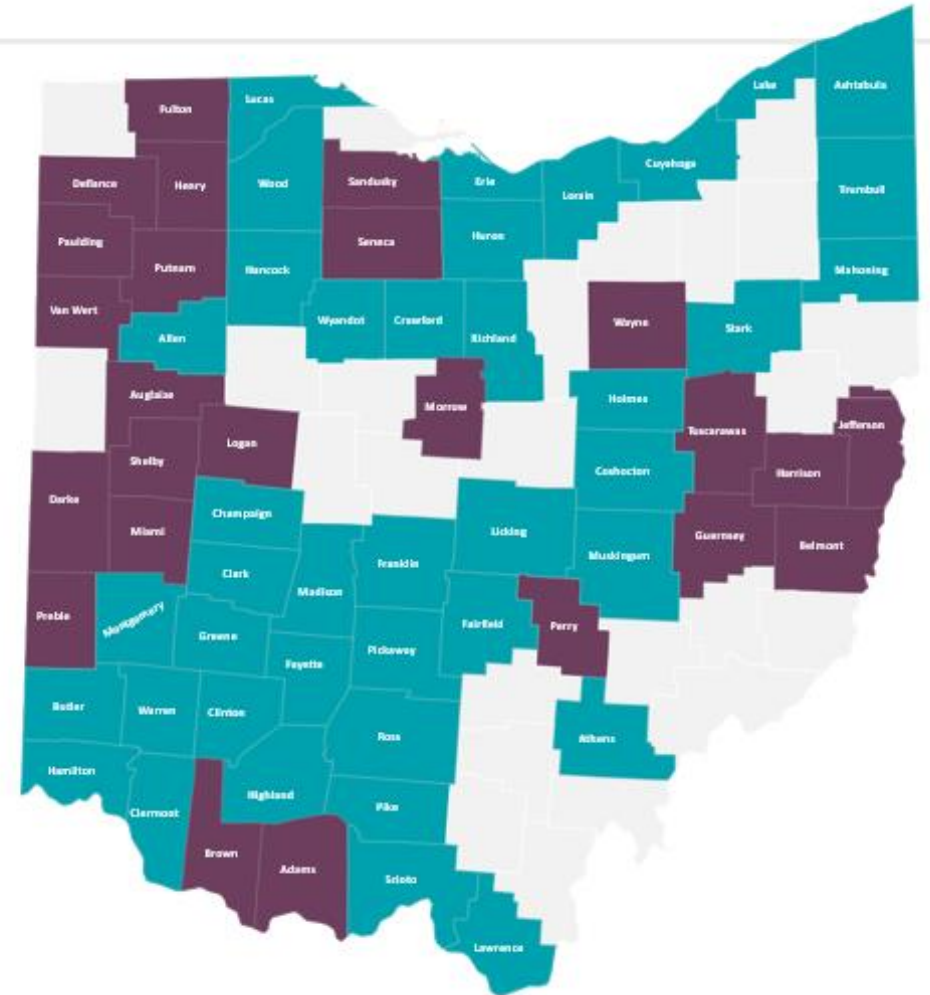 Lake
Ashtabula
Fulton
Lucas
Cuyahoga
Defiance
Henry
Wood
Sandusky
Erie
Lorain
Trumbull
Paulding
Seneca
Huron
Putnam
Hancock
Mahoning
Van Wert
Allen
Wyandot
Crawford
Richland
Wayne
Stark
Auglaize
Morrow
Holmes
Logan
Tuscarawas
Jefferson
Shelby
Coshocton
Harrison
Darke
Champaign
Miami
Licking
Guernsey
Belmont
Clark
Franklin
Muskingum
Madison
Preble
Montgomery
Greene
Fairfield
Perry
Fayette
Pickaway
Butler
Warren
Clinton
Ross
Athens
Hamilton
Clermont
Highland
Pike
Brown
Adams
Scioto
Lawrence